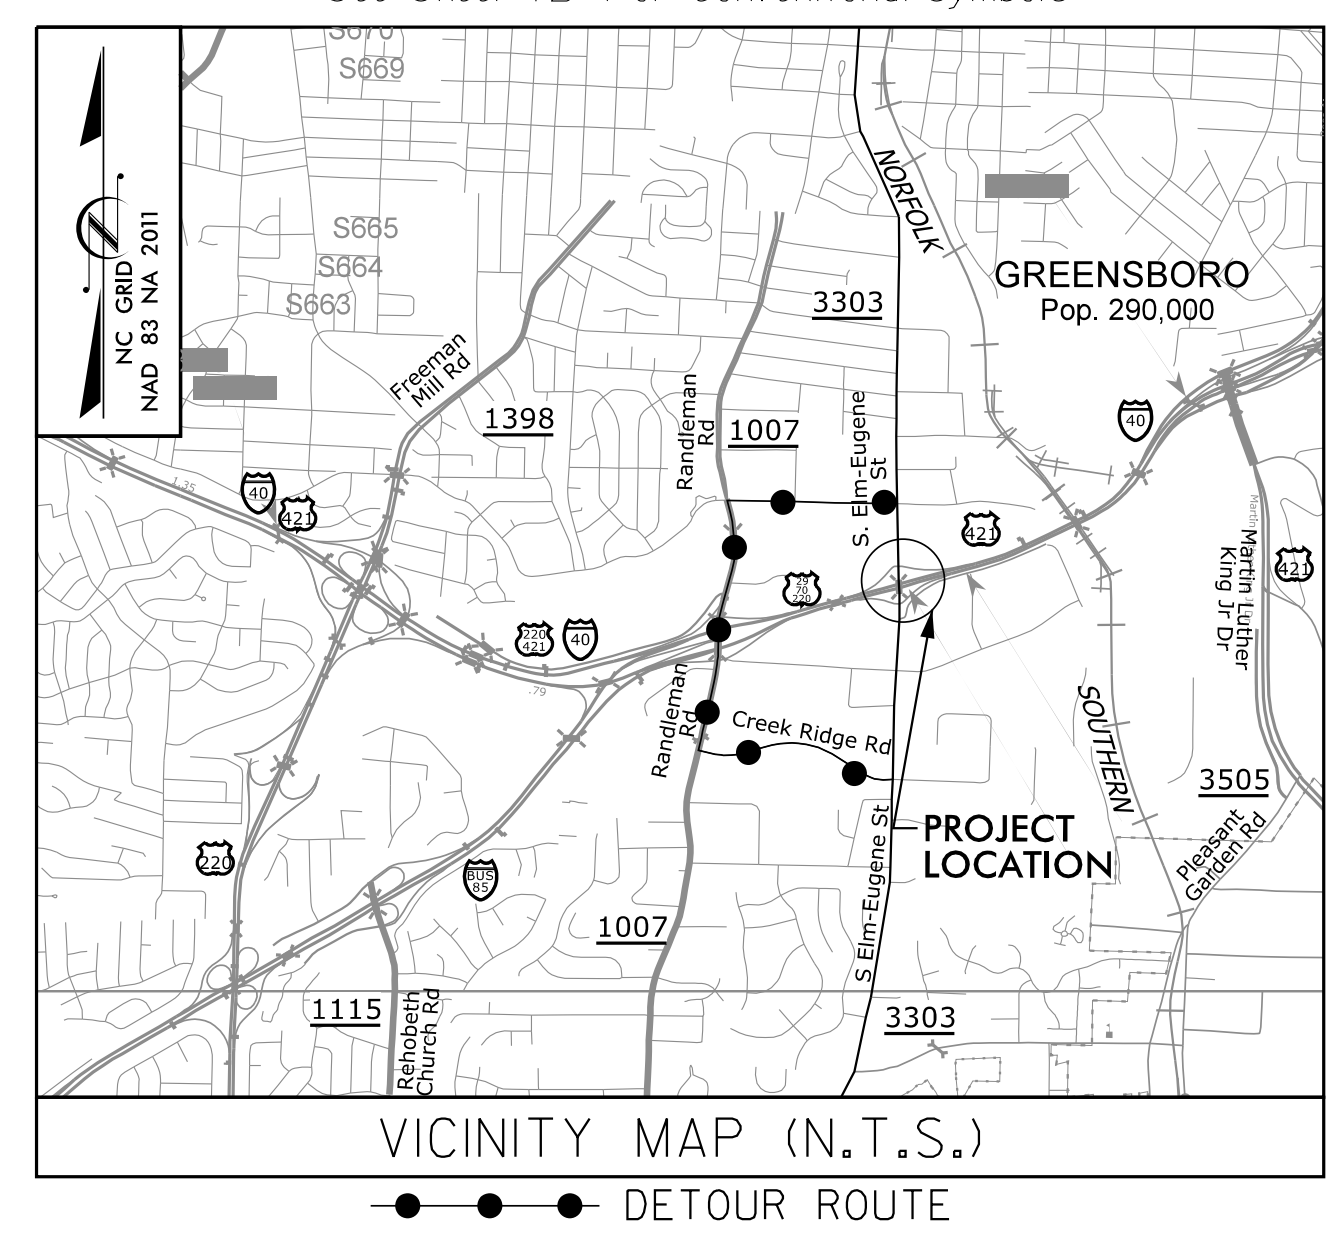 S669
S665
S664
S663
NC GRID
NAD 83 NA 2011
NORFOLK
GREENSBORO
Pop. 290,000
3303
Freeman
Mill Rd
1398
Randleman
Rd
1007
S. Elm-Eugene
St
40
1.35
40
421
421
421
Martin Luther
King Jr Dr
29
70
220
220
421
40
.79
Randleman
Rd
Creek Ridge Rd
SOUTHERN
3505
Pleasant
Garden Rd
PROJECT
LOCATION
S Elm-Eugene St
220
BUS
85
1007
1115
Rehobeth
Church Rd
3303
VICINITY MAP (N.T.S.)
DETOUR ROUTE